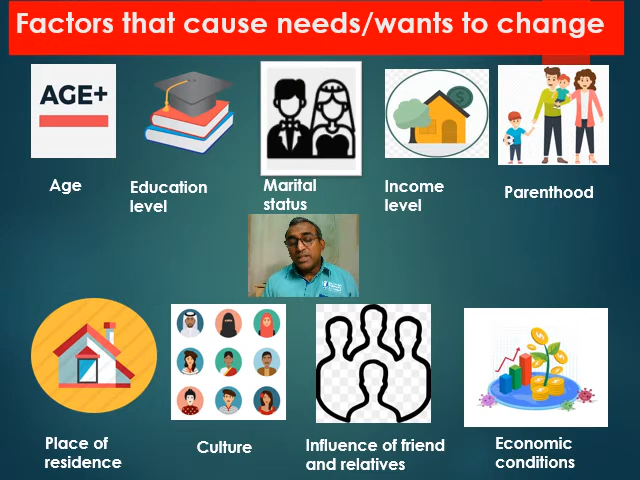 Factors that cause needs/wants to change
AGE+
Age
Education
level
Marital
status
Income
level
Parenthood
Place of
residence
Culture
Influence of friend
and relatives
Economic
conditions